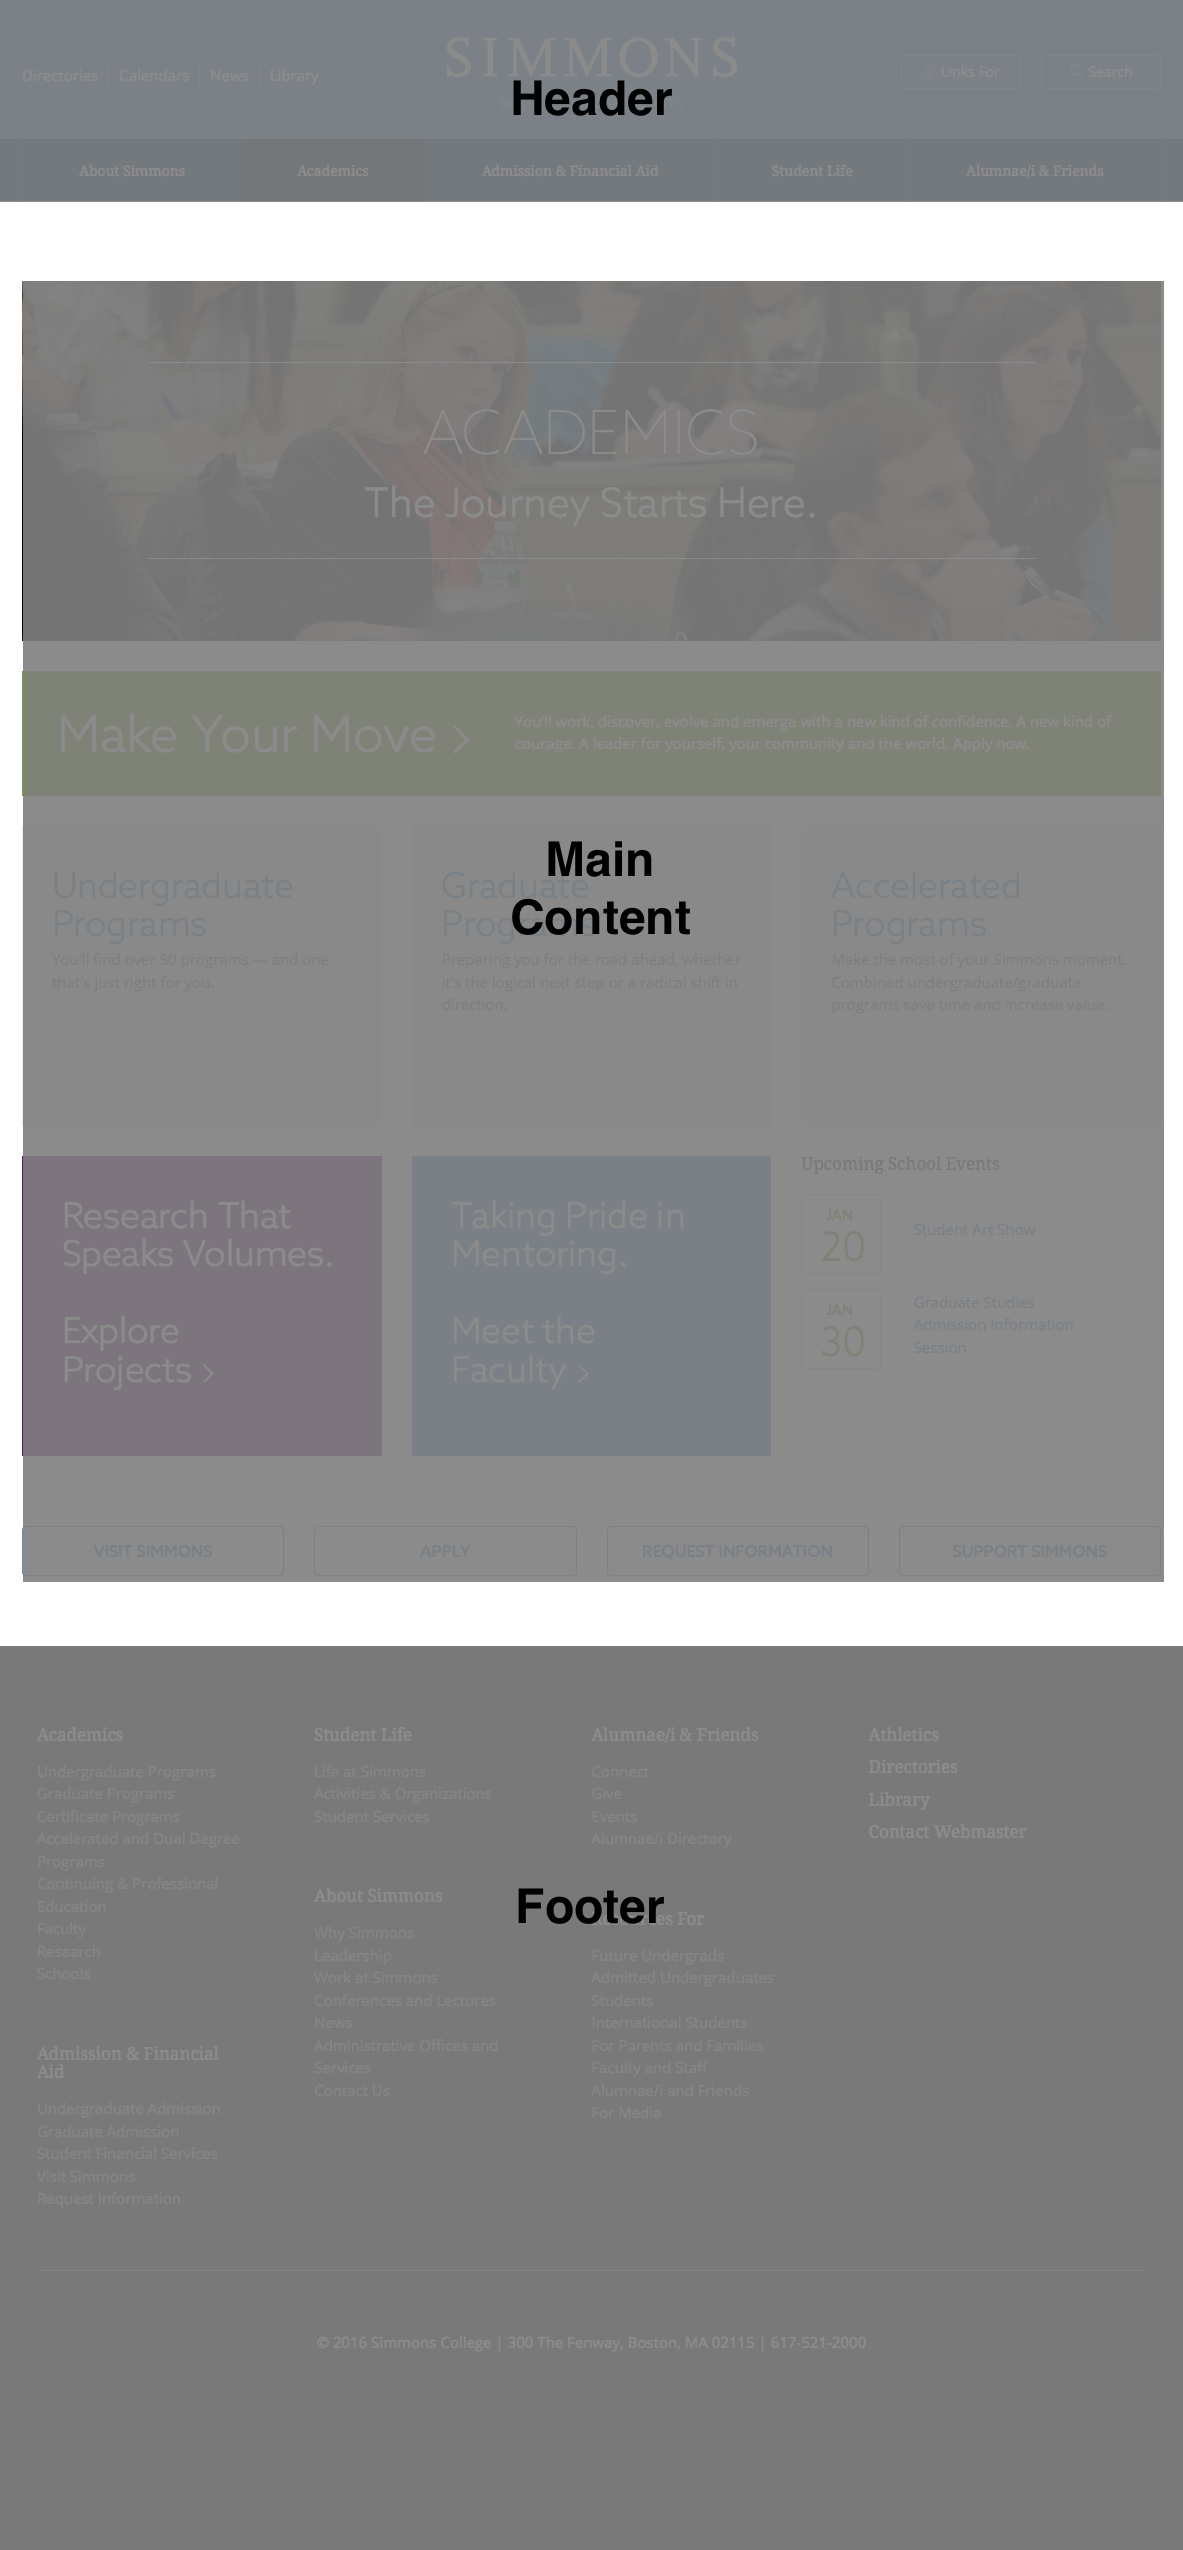 SIMMONS
Directories Calendars News Library
Links For
Search
Header
About Simmons
Academics
Admission & Financial Aid
Student Life
Alumnae/i & Friends
ACADEMICS
The Journey Starts Here.
Make Your Move >
You'll work, discover, evolve and emerge with a new kind of confidence. A new kind of
courage. A leader for yourself, your community and the world. Apply now.
Main
Content
Undergraduate
Programs
You'll find over 50 programs — and one
that's just right for you.
Graduate
Programs
Preparing you for the road ahead, whether
it's the logical next step or a radical shift in
direction.
Accelerated
Programs
Make the most of your Simmons moment.
Combined undergraduate/graduate
programs save time and increase value.
Research That
Speaks Volumes.
Explore
Projects >
Taking Pride in
Mentoring.
Meet the
Faculty >
Upcoming School Events
JAN
20
Student Art Show
JAN
30
Graduate Studies
Admission Information
Session
VISIT SIMMONS
APPLY
REQUEST INFORMATION
SUPPORT SIMMONS
Footer
Academics
Undergraduate Programs
Graduate Programs
Certificate Programs
Accelerated and Dual Degree
Programs
Continuing & Professional
Education
Faculty
Research
Schools
Admission & Financial
Aid
Undergraduate Admission
Graduate Admission
Student Financial Services
Visit Simmons
Request Information
Student Life
Life at Simmons
Activities & Organizations
Student Services
About Simmons
Why Simmons
Leadership
Work at Simmons
Conferences and Lectures
News
Administrative Offices and
Services
Contact Us
Alumnae/i & Friends
Connect
Give
Events
Alumnae/i Directory
For
Future Undergrads
Admitted Undergraduates
Students
International Students
For Parents and Families
Faculty and Staff
Alumnae/i and Friends
For Media
Athletics
Directories
Library
Contact Webmaster
© 2016 Simmons College | 300 The Fenway, Boston, MA 02115 | 617-521-2000